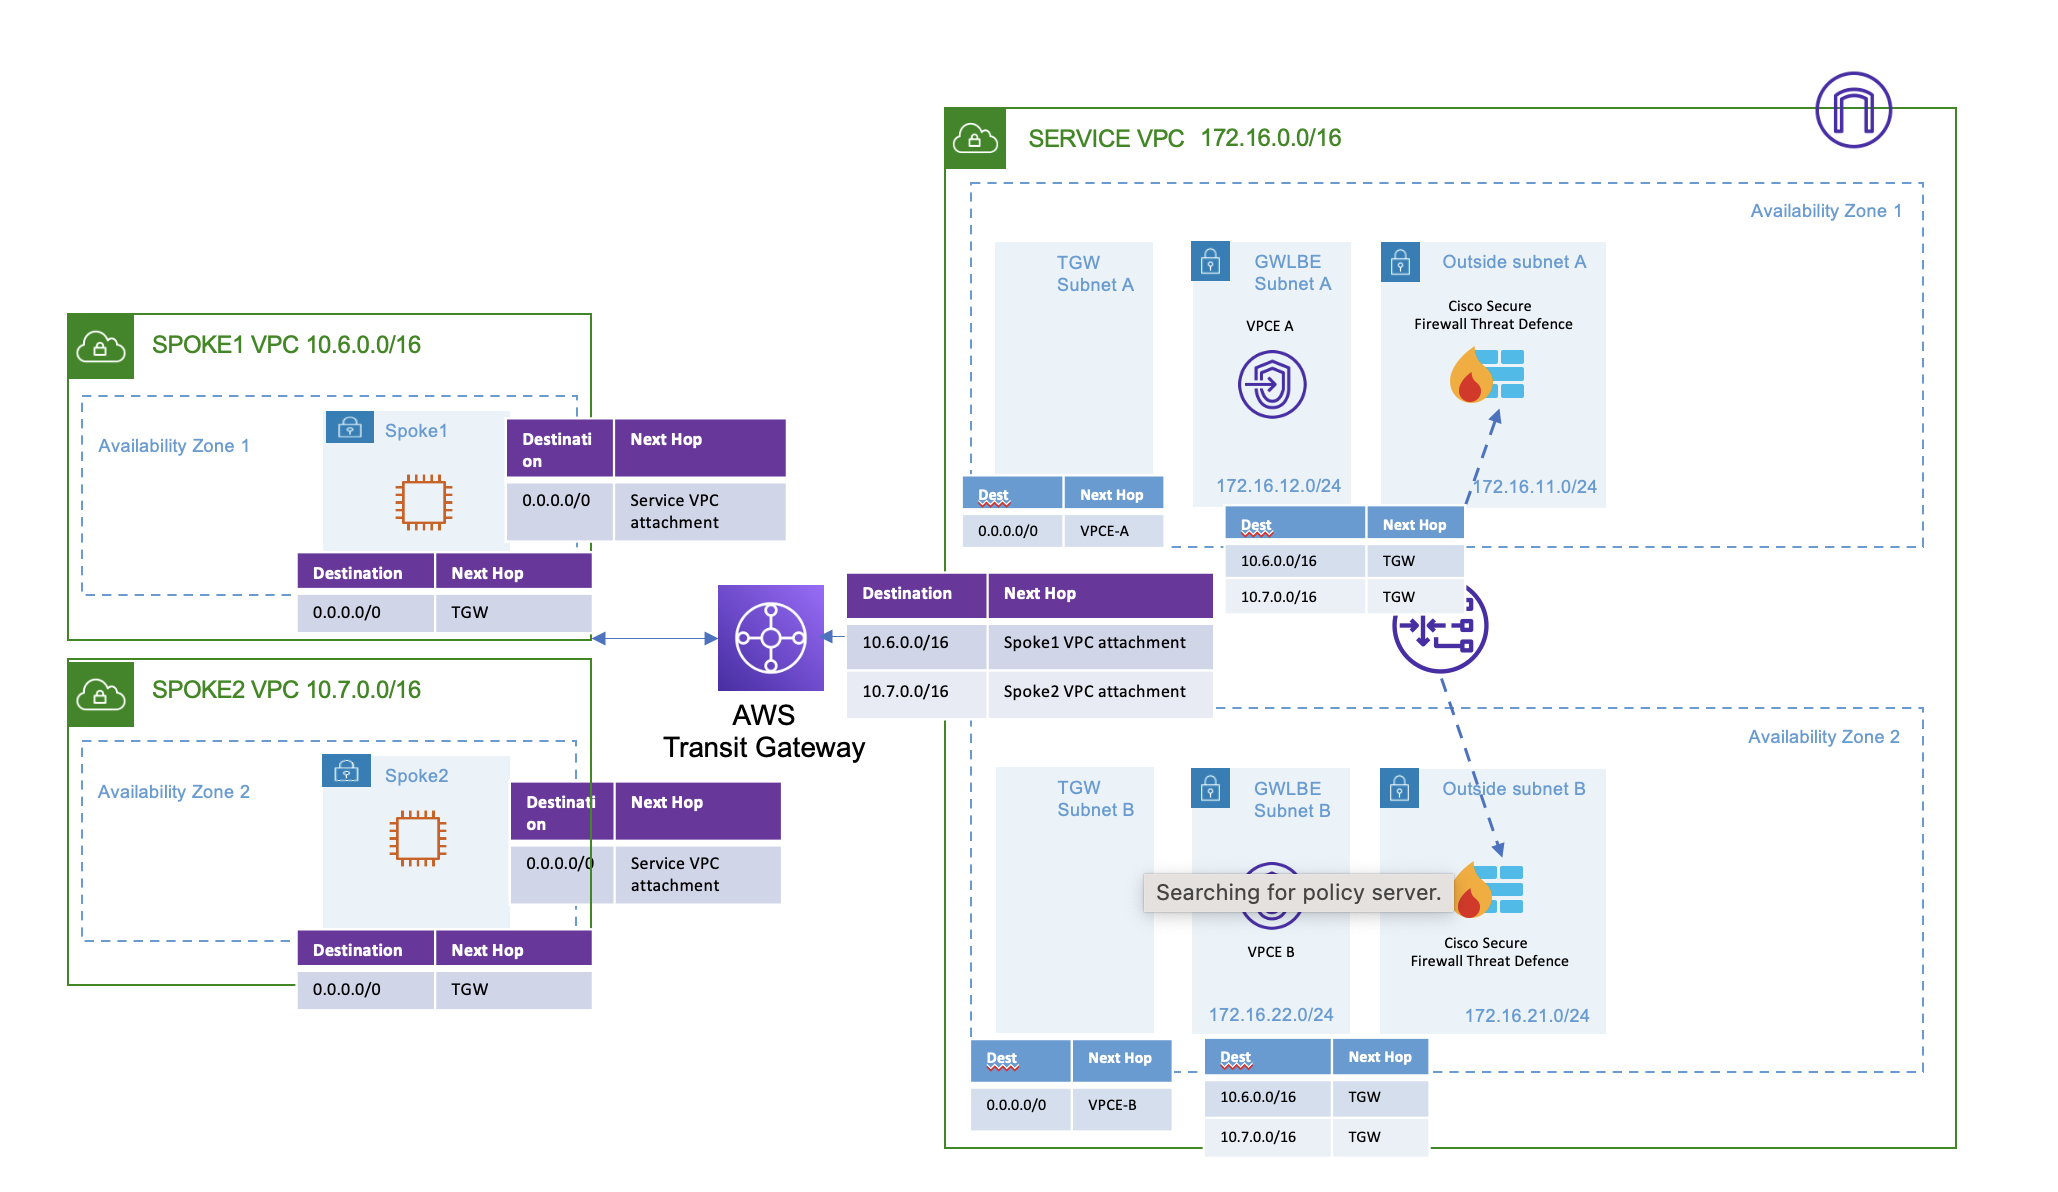 SERVICE VPC 172.16.0.0/16
Availability Zone 1
TGW
Subnet A
GWLBE
Subnet A
VPCE A
172.16.12.0/24
Outside subnet A
Cisco Secure
Firewall Threat Defence
172.16.11.0/24
Dest Next Hop
0.0.0.0/0 VPCE-A
Dest Next Hop
10.6.0.0/16 TGW
10.7.0.0/16 TGW
SPOKE1 VPC 10.6.0.0/16
Availability Zone 1
Spoke1
Destinati
on
Next Hop
0.0.0.0/0 Service VPC
attachment
Destination Next Hop
0.0.0.0/0 TGW
SPOKE2 VPC 10.7.0.0/16
Availability Zone 2
Spoke2
Destinati
on
Next Hop
0.0.0.0/0 Service VPC
attachment
Destination Next Hop
0.0.0.0/0 TGW
AWS
Transit Gateway
Destination Next Hop
10.6.0.0/16 Spoke1 VPC attachment
10.7.0.0/16 Spoke2 VPC attachment
Availability Zone 2
TGW
Subnet B
GWLBE
Subnet B
Searching for policy server.
VPCE B
172.16.22.0/24
Outside subnet B
Cisco Secure
Firewall Threat Defence
172.16.21.0/24
Dest Next Hop
0.0.0.0/0 VPCE-B
Dest Next Hop
10.6.0.0/16 TGW
10.7.0.0/16 TGW